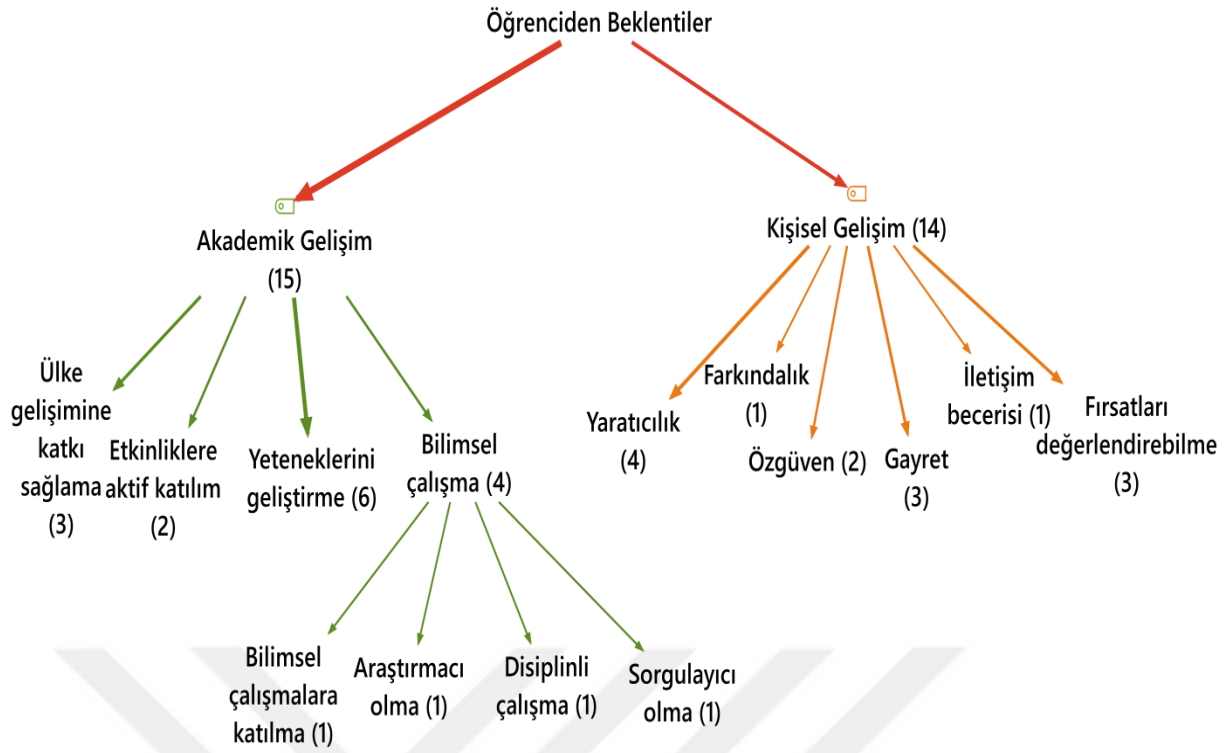 Öğrenciden Beklentiler
Akademik Gelişim
(15)
Kişisel Gelişim (14)
Ülke
gelişimine
katkı
sağlama
(3)
Etkinliklere
aktif katılım
(2)
Yeteneklerini
geliştirme (6)
Bilimsel
çalışma (4)
Yaratıcılık
(4)
Farkındalık
(1)
Özgüven (2)
Gayret
(3)
İletişim
becerisi (1)
Fırsatları
değerlendirebilme
(3)
Bilimsel
çalışmalara
katılma (1)
Araştırmacı
olma (1)
Disiplinli
çalışma (1)
Sorgulayıcı
olma (1)